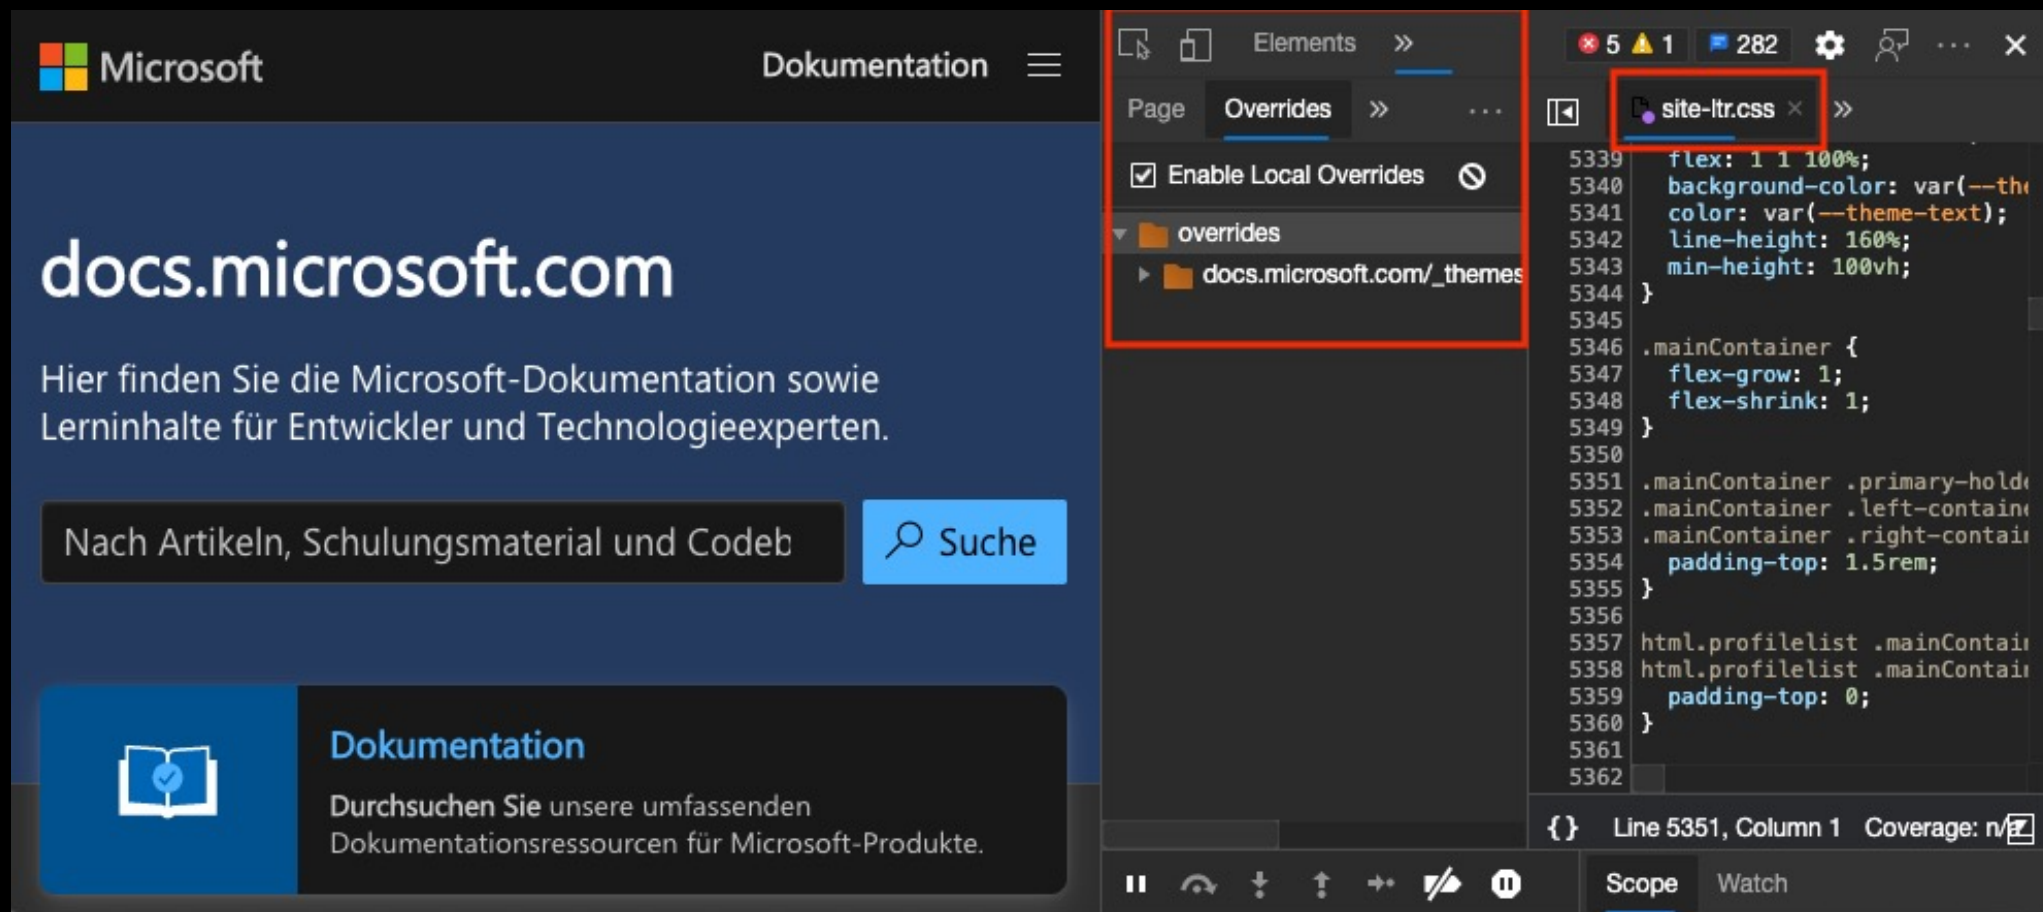 Microsoft
Dokumentation
docs.microsoft.com
Hier finden Sie die Microsoft-Dokumentation sowie
Lerninhalte für Entwickler und Technologieexperten.
Nach Artikeln, Schulungsmaterial und Codeb
Suche
Dokumentation
Durchsuchen Sie unsere umfassenden
Dokumentationsressourcen für Microsoft-Produkte.
Elements »
5 1 282
Page Overrides » ...
Enable Local Overrides
overrides
docs.microsoft.com/_themes
site-ltr.css × »
5339 flex: 1 1 100%;
5340 background-color: var(--the
5341 color: var(--theme-text);
5342 line-height: 160%;
5343 min-height: 100vh;
5344 }
5345
5346 .mainContainer {
5347 flex-grow: 1;
5348 flex-shrink: 1;
5349 }
5350
5351 .mainContainer .primary-holde
5352 .mainContainer .left-containe
5353 .mainContainer .right-contain
5354 padding-top: 1.5rem;
5355 }
5356
5357 html.profilelist .mainContain
5358 html.profilelist .mainContain
5359 padding-top: 0;
5360 }
5361
5362
{} Line 5351, Column 1 Coverage: n/a
Scope Watch